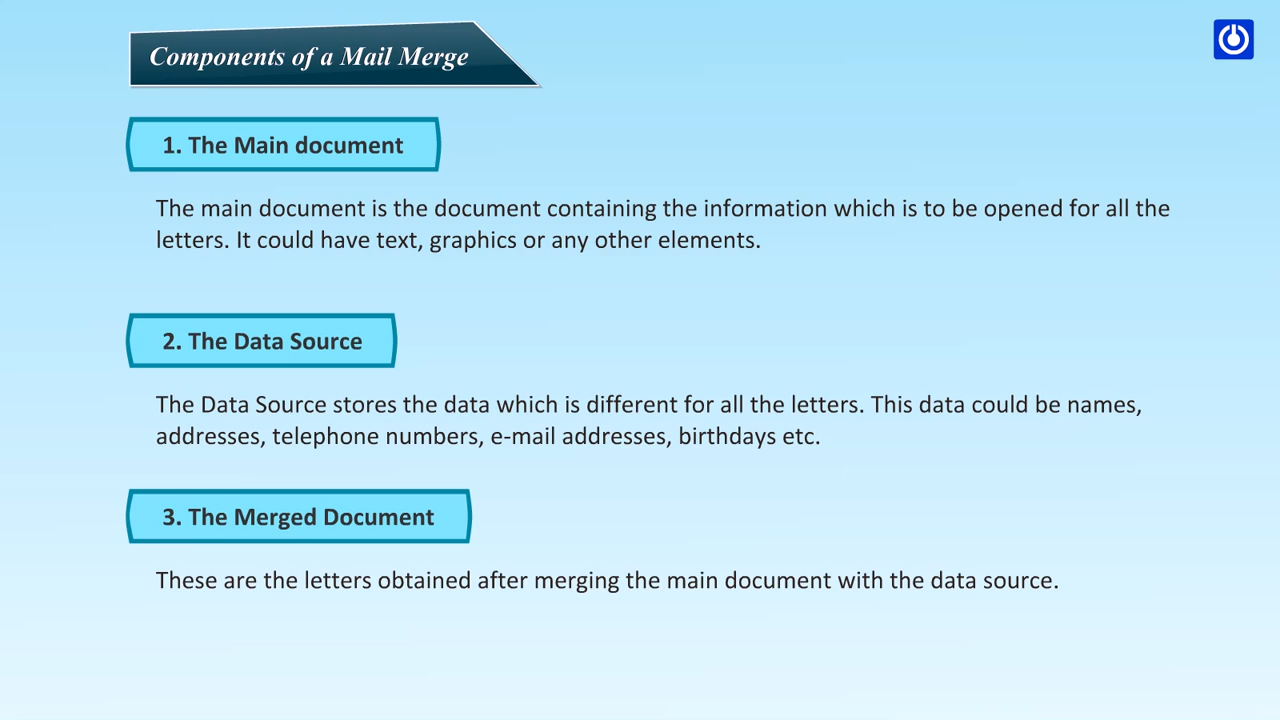 Components of a Mail Merge
1. The Main document
The main document is the document containing the information which is to be opened for all the
letters. It could have text, graphics or any other elements.
2. The Data Source
The Data Source stores the data which is different for all the letters. This data could be names,
addresses, telephone numbers, e-mail addresses, birthdays etc.
3. The Merged Document
These are the letters obtained after merging the main document with the data source.